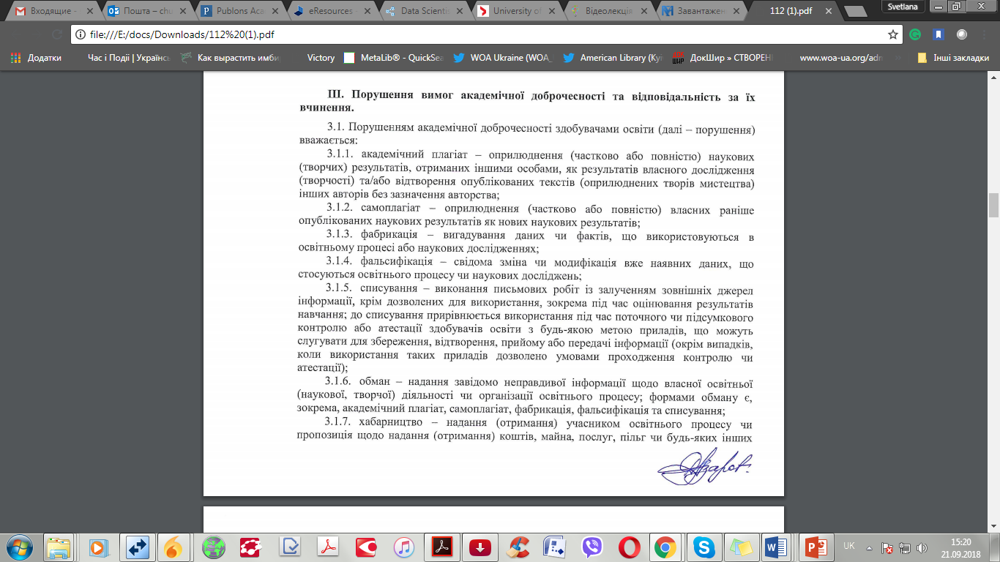 Входящие -
Пошта – chu
Publons Aca
eResources -
Data Scientis
University of
Відеолекція
Завантажен
112 (1).pdf
Svetlana
file:///E:/docs/Downloads/112%20(1).pdf
Додатки
Час і Події | Українсь
Як вырастить имби
Victory
MetaLib® - QuickSea
WOA Ukraine (WOA_
American Library (Kyi
ДокШир » СТВОРЕНІ
www.woa-ua.org/adm
Інші закладки
III. Порушення вимог академічної доброчесності та відповідальність за їх
вчинення.
3.1. Порушенням академічної доброчесності здобувачами освіти (далі – порушення)
вважається:
3.1.1. академічний плагіат – оприлюднення (частково або повністю) наукових
(творчих) результатів, отриманих іншими особами, як результатів власного дослідження
(творчості) та/або відтворення опублікованих текстів (оприлюднених творів мистецтва)
інших авторів без зазначення авторства;
3.1.2. самоплагіат – оприлюднення (частково або повністю) власних раніше
опублікованих наукових результатів як нових наукових результатів;
3.1.3. фабрикація – вигадування даних чи фактів, що використовуються в
освітньому процесі або наукових дослідженнях;
3.1.4. фальсифікація – свідома зміна чи модифікація вже наявних даних, що
стосуються освітнього процесу чи наукових досліджень;
3.1.5. списування – виконання письмових робіт із залученням зовнішніх джерел
інформації, крім дозволених для використання, зокрема під час оцінювання результатів
навчання; до списування прирівнюється використання під час поточного чи підсумкового
контролю або атестації здобувачів освіти з будь-якою метою приладів, що можуть
слугувати для збереження, відтворення, прийому або передачі інформації (окрім випадків,
коли використання таких приладів дозволено умовами проходження контролю чи
атестації);
3.1.6. обман – надання завідомо неправдивої інформації щодо власної освітньої
(наукової, творчої) діяльності чи організації освітнього процесу; формами обману є,
зокрема, академічний плагіат, самоплагіат, фабрикація, фальсифікація та списування;
3.1.7. хабарництво – надання (отримання) учасником освітнього процесу чи
пропозиція щодо надання (отримання) коштів, майна, послуг, пільг чи будь-яких інших
UK
15:20
21.09.2018